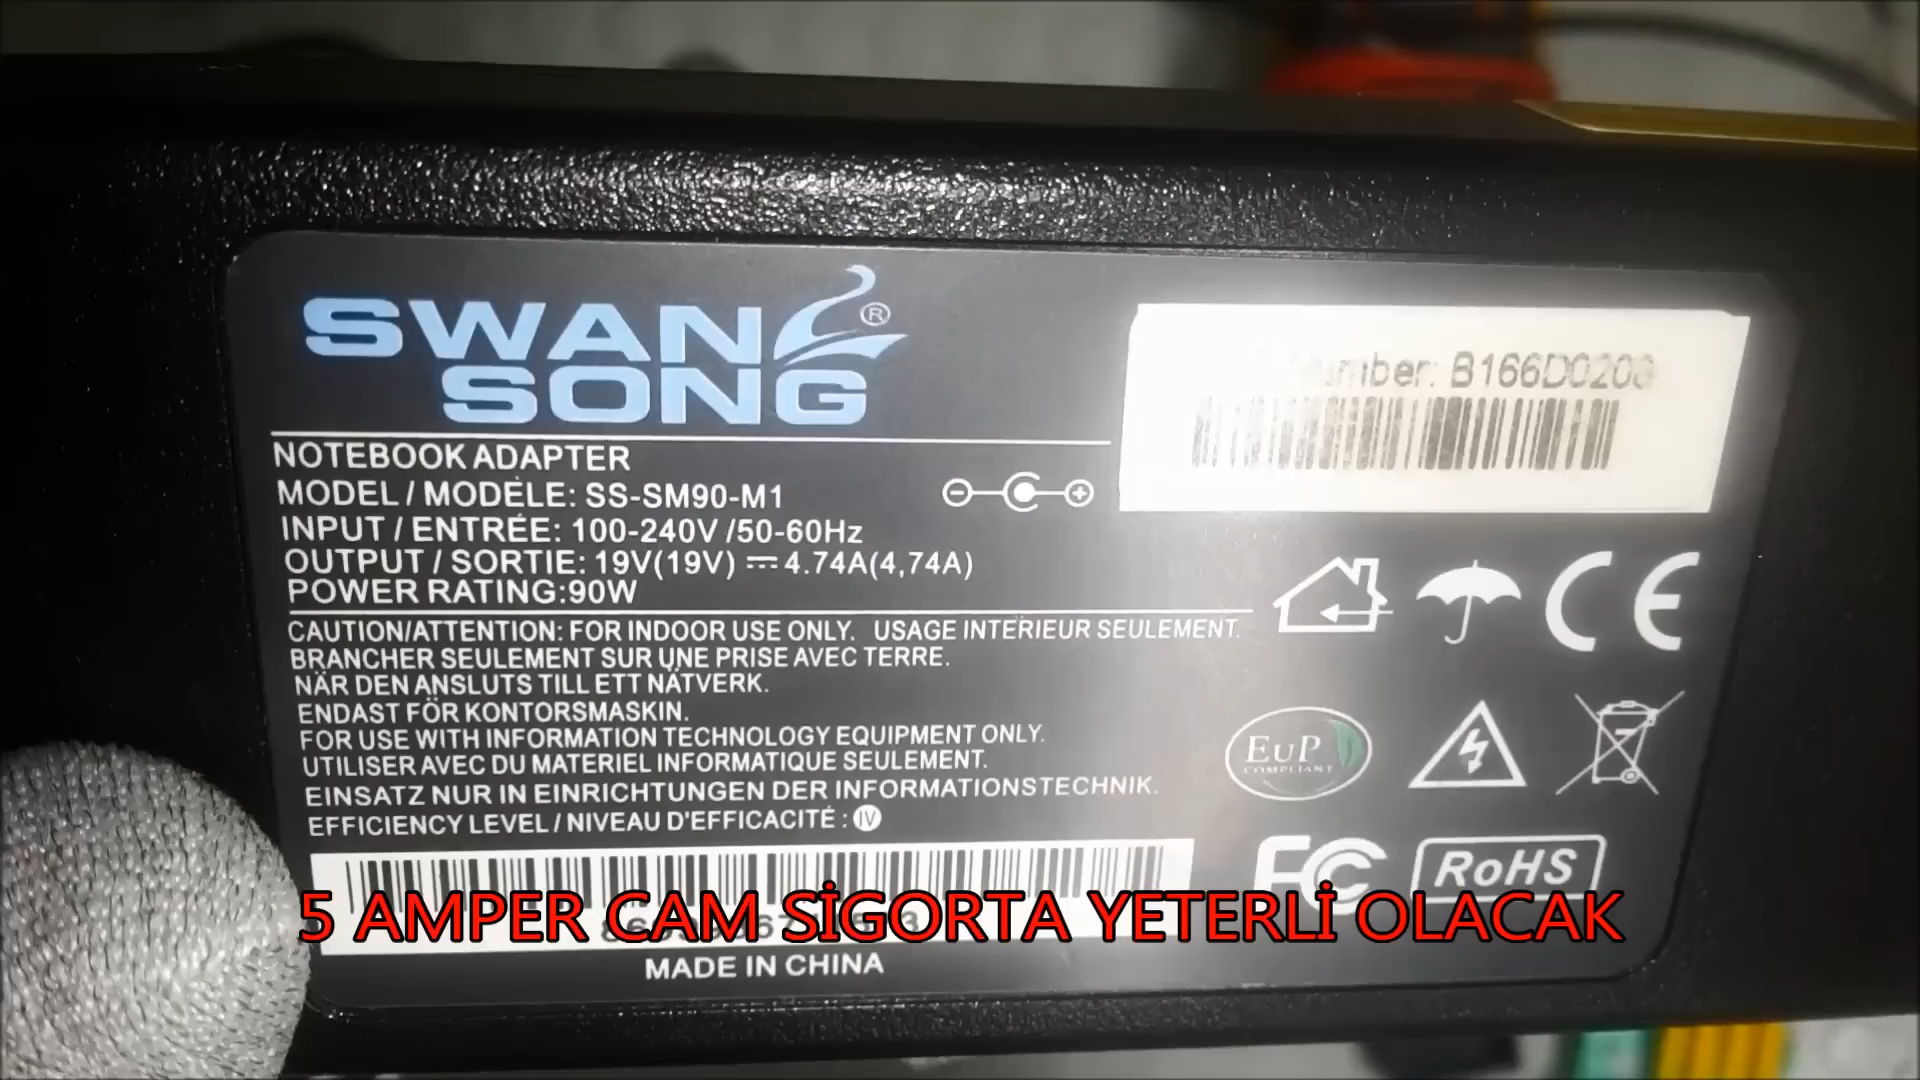 SWAN
SONG
®
NOTEBOOK ADAPTER
MODEL / MODÈLE: SS-SM90-M1
INPUT / ENTRÉE: 100-240V /50-60Hz
OUTPUT / SORTIE: 19V(19V) ⎓ 4.74A(4,74A)
POWER RATING:90W
CAUTION/ATTENTION: FOR INDOOR USE ONLY. USAGE INTERIEUR SEULEMENT.
BRANCHER SEULEMENT SUR UNE PRISE AVEC TERRE.
NÄR DEN ANSLUTS TILL ETT NÄTVERK.
ENDAST FÖR KONTORSMASKIN.
FOR USE WITH INFORMATION TECHNOLOGY EQUIPMENT ONLY.
UTILISER AVEC DU MATERIEL INFORMATIQUE SEULEMENT.
EINSATZ NUR IN EINRICHTUNGEN DER INFORMATIONSTECHNIK.
EFFICIENCY LEVEL / NIVEAU D'EFFICACITÉ : IV
CE
EuP
COMPLIANT
FC
RoHS
5 AMPER CAM SİGORTA YETERLİ OLACAK
MADE IN CHINA